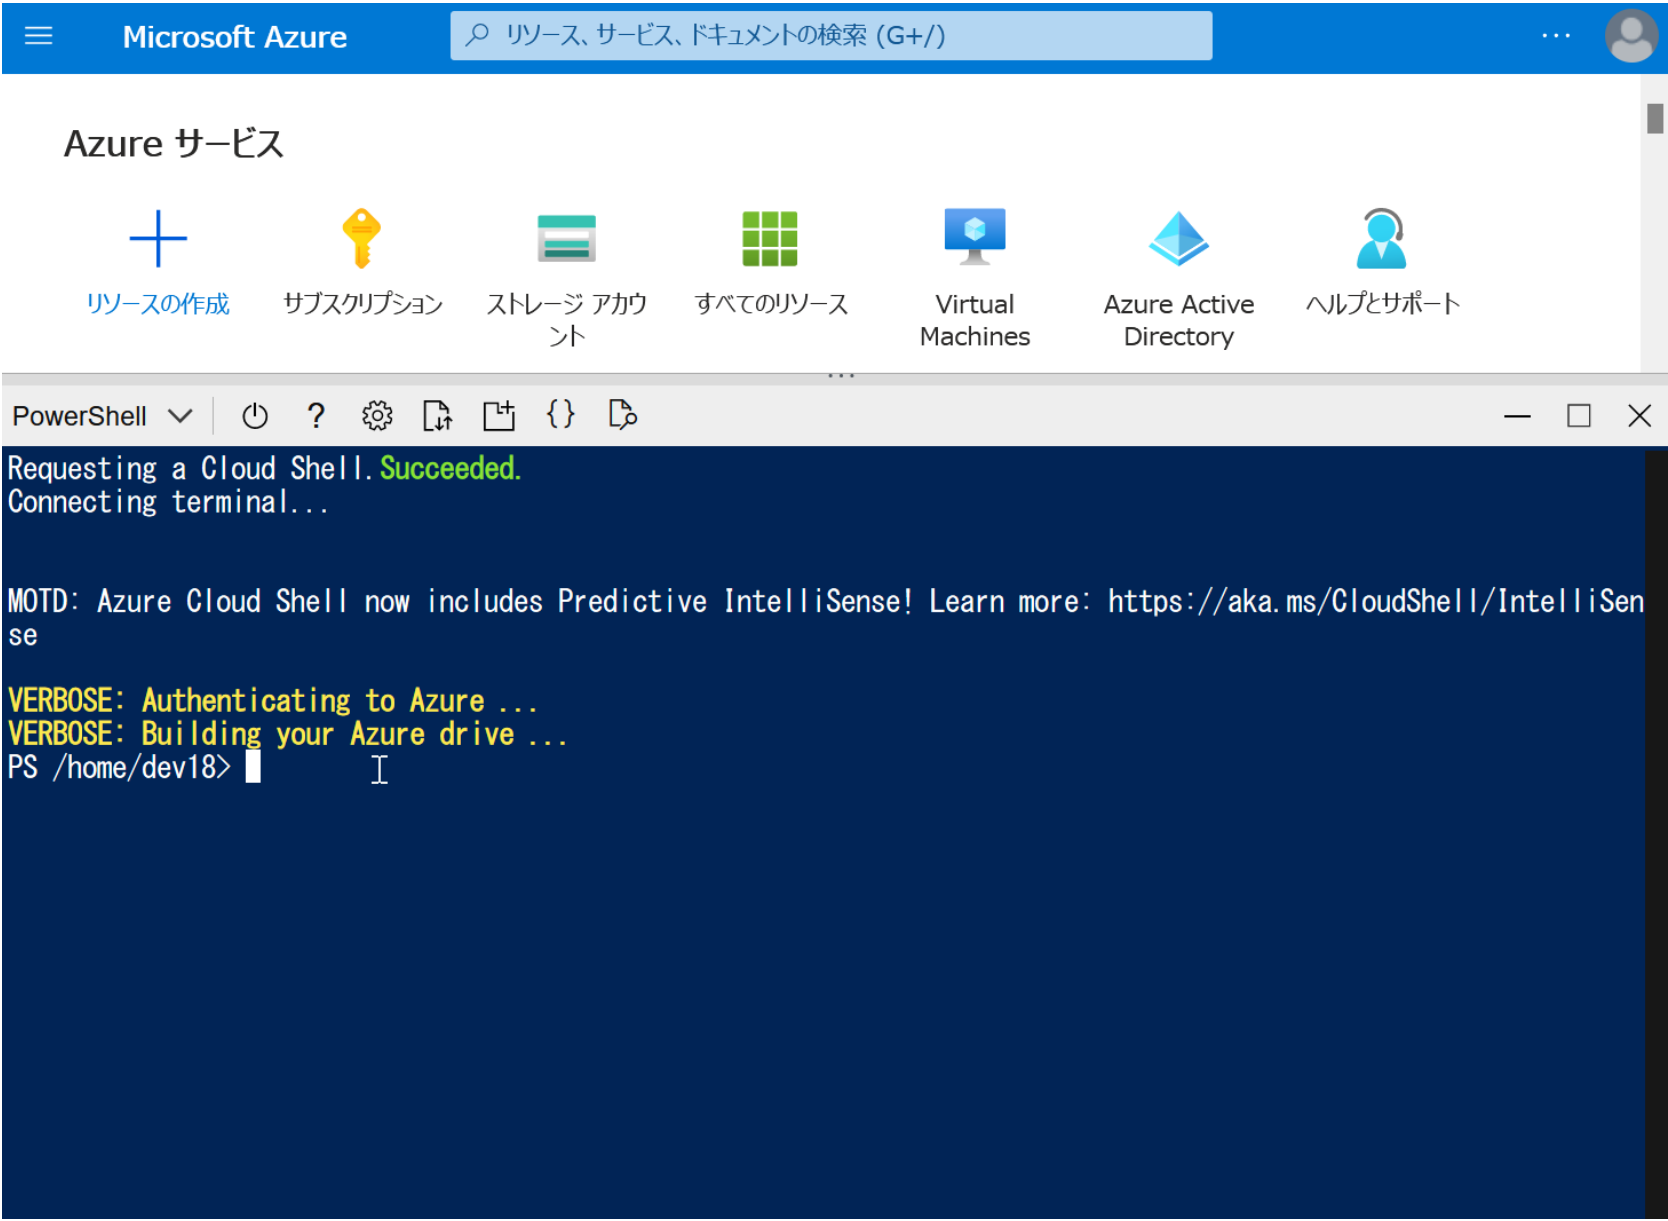 Microsoft Azure
リソース、サービス、ドキュメントの検索 (G+/)
Azure サービス
リソースの作成
サブスクリプション
ストレージ アカウ
ント
すべてのリソース
Virtual
Machines
Azure Active
Directory
ヘルプとサポート
PowerShell
Requesting a Cloud Shell.Succeeded.
Connecting terminal...
MOTD: Azure Cloud Shell now includes Predictive IntelliSense! Learn more: https://aka.ms/CloudShell/IntelliSen
se
VERBOSE: Authenticating to Azure ...
VERBOSE: Building your Azure drive ...
PS /home/dev18>